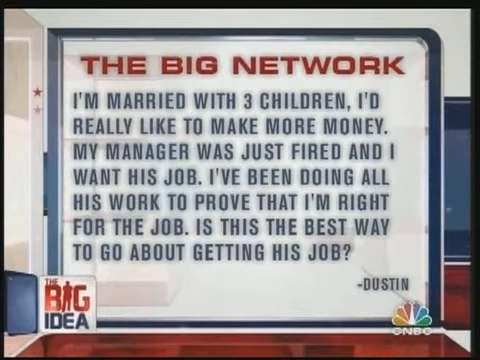 THE BIG NETWORK
I'M MARRIED WITH 3 CHILDREN, I'D
REALLY LIKE TO MAKE MORE MONEY.
MY MANAGER WAS JUST FIRED AND I
WANT HIS JOB. I'VE BEEN DOING ALL
HIS WORK TO PROVE THAT I'M RIGHT
FOR THE JOB. IS THIS THE BEST WAY
TO GO ABOUT GETTING HIS JOB?
-DUSTIN
THE
BIG
IDEA
CNBC